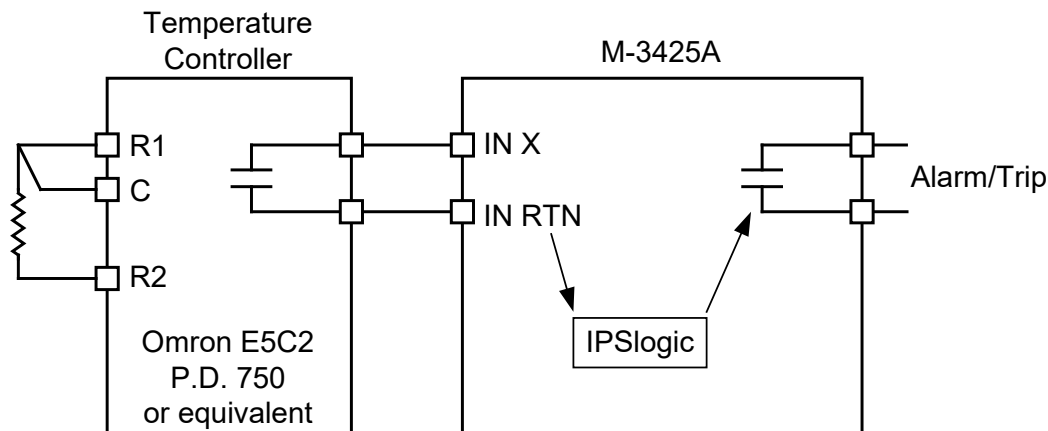 Temperature
Controller
M-3425A
R1
IN X
C
Alarm/Trip
IN RTN
R2
IPSlogic
Omron E5C2
P.D. 750
or equivalent